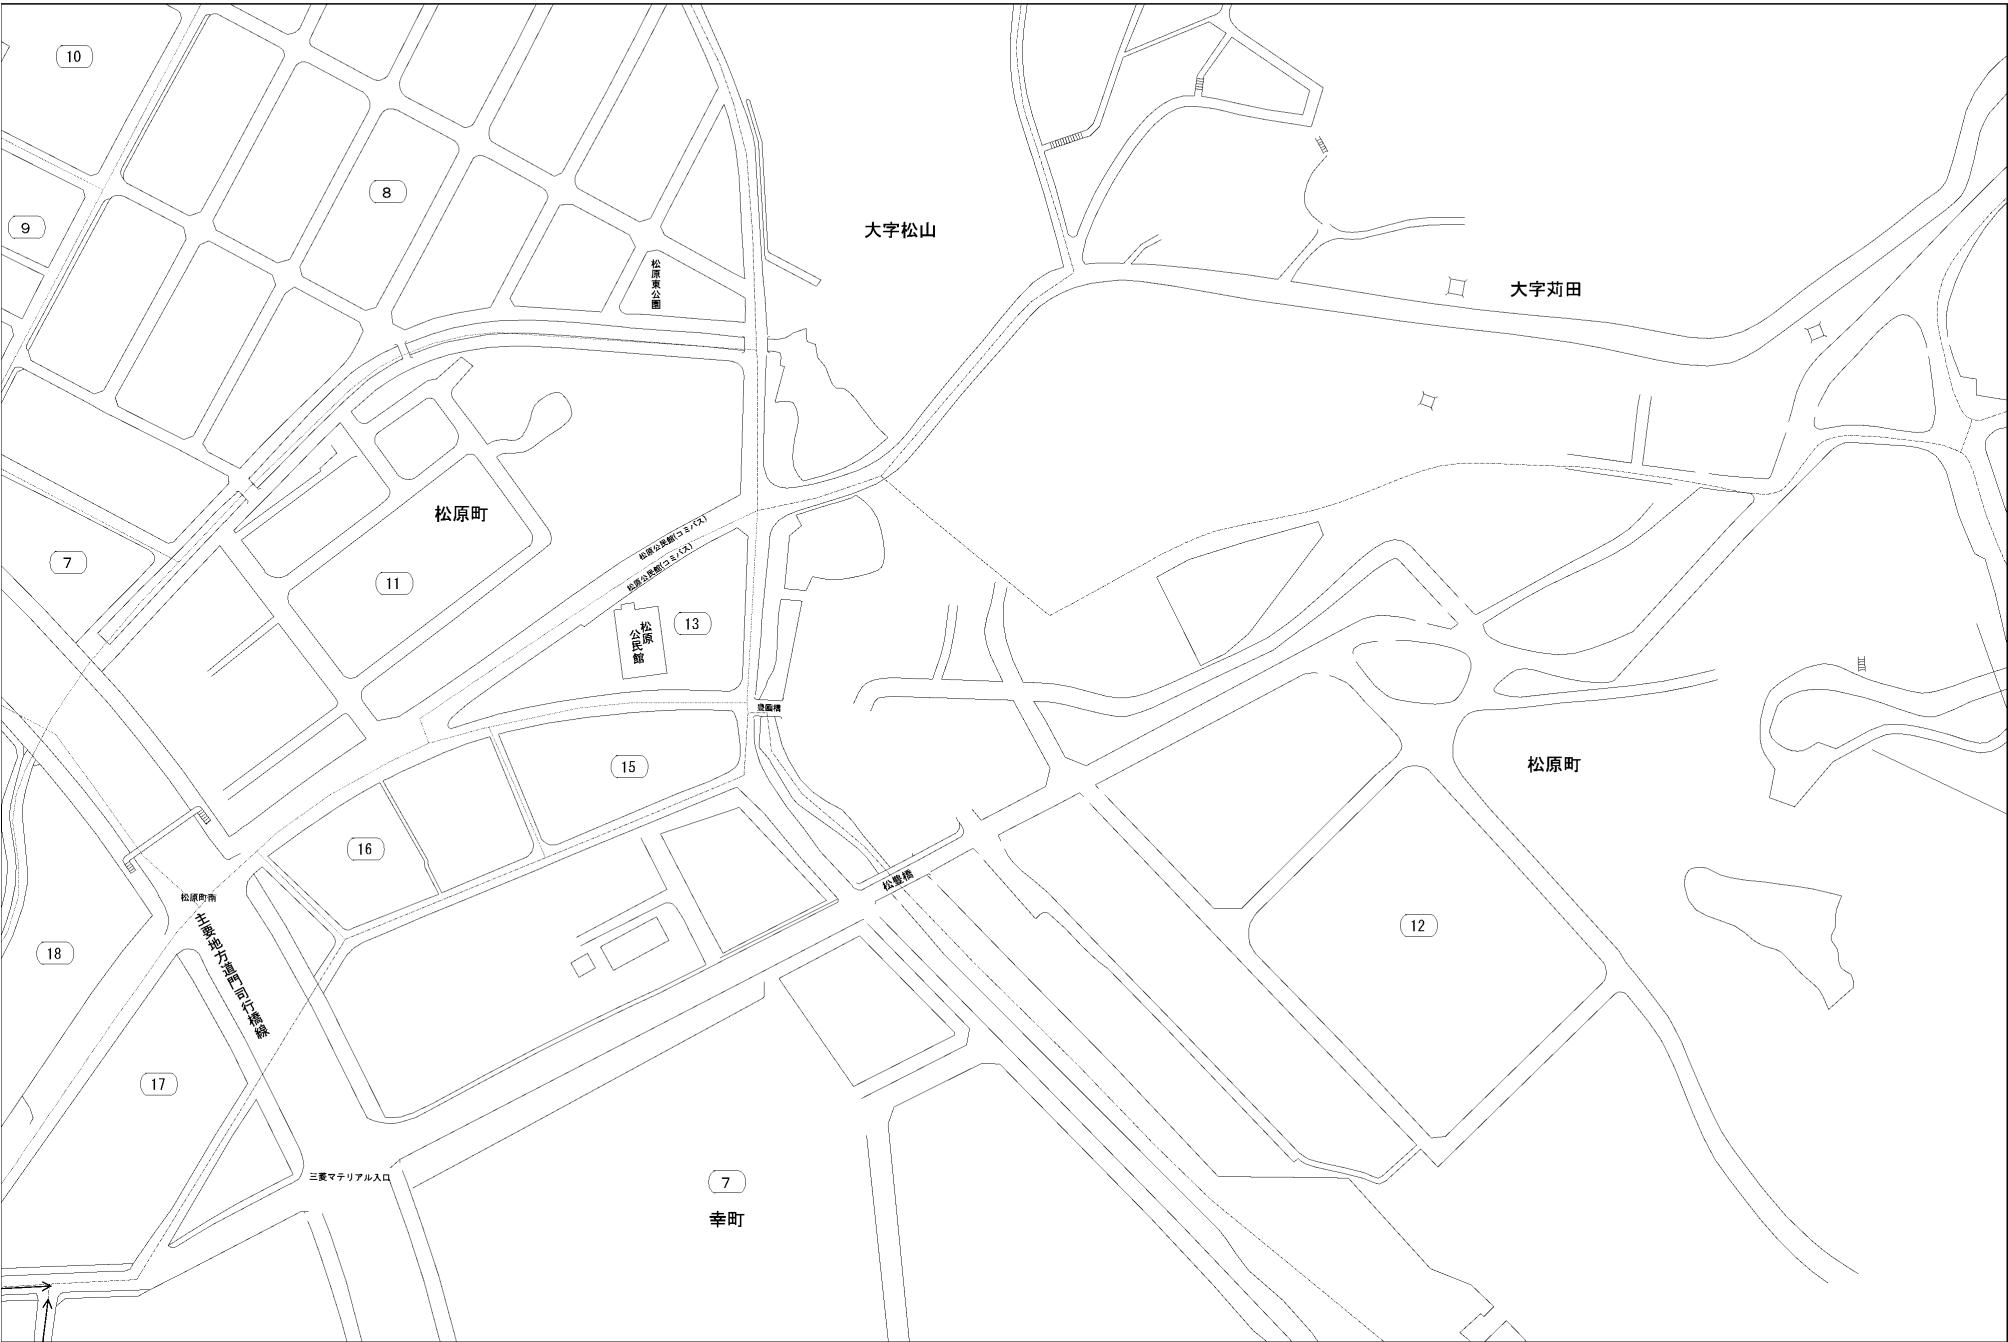 10
9
8
大字松山
松原東公園
大字苅田
松原町
7
11
松原公民館(コミバス)
松原公民館(コミバス)
13
松原
公民館
豊国橋
15
松原町
16
松豊橋
松原町南
主要地方道門司行橋線
12
18
17
三菱マテリアル入口
7
幸町